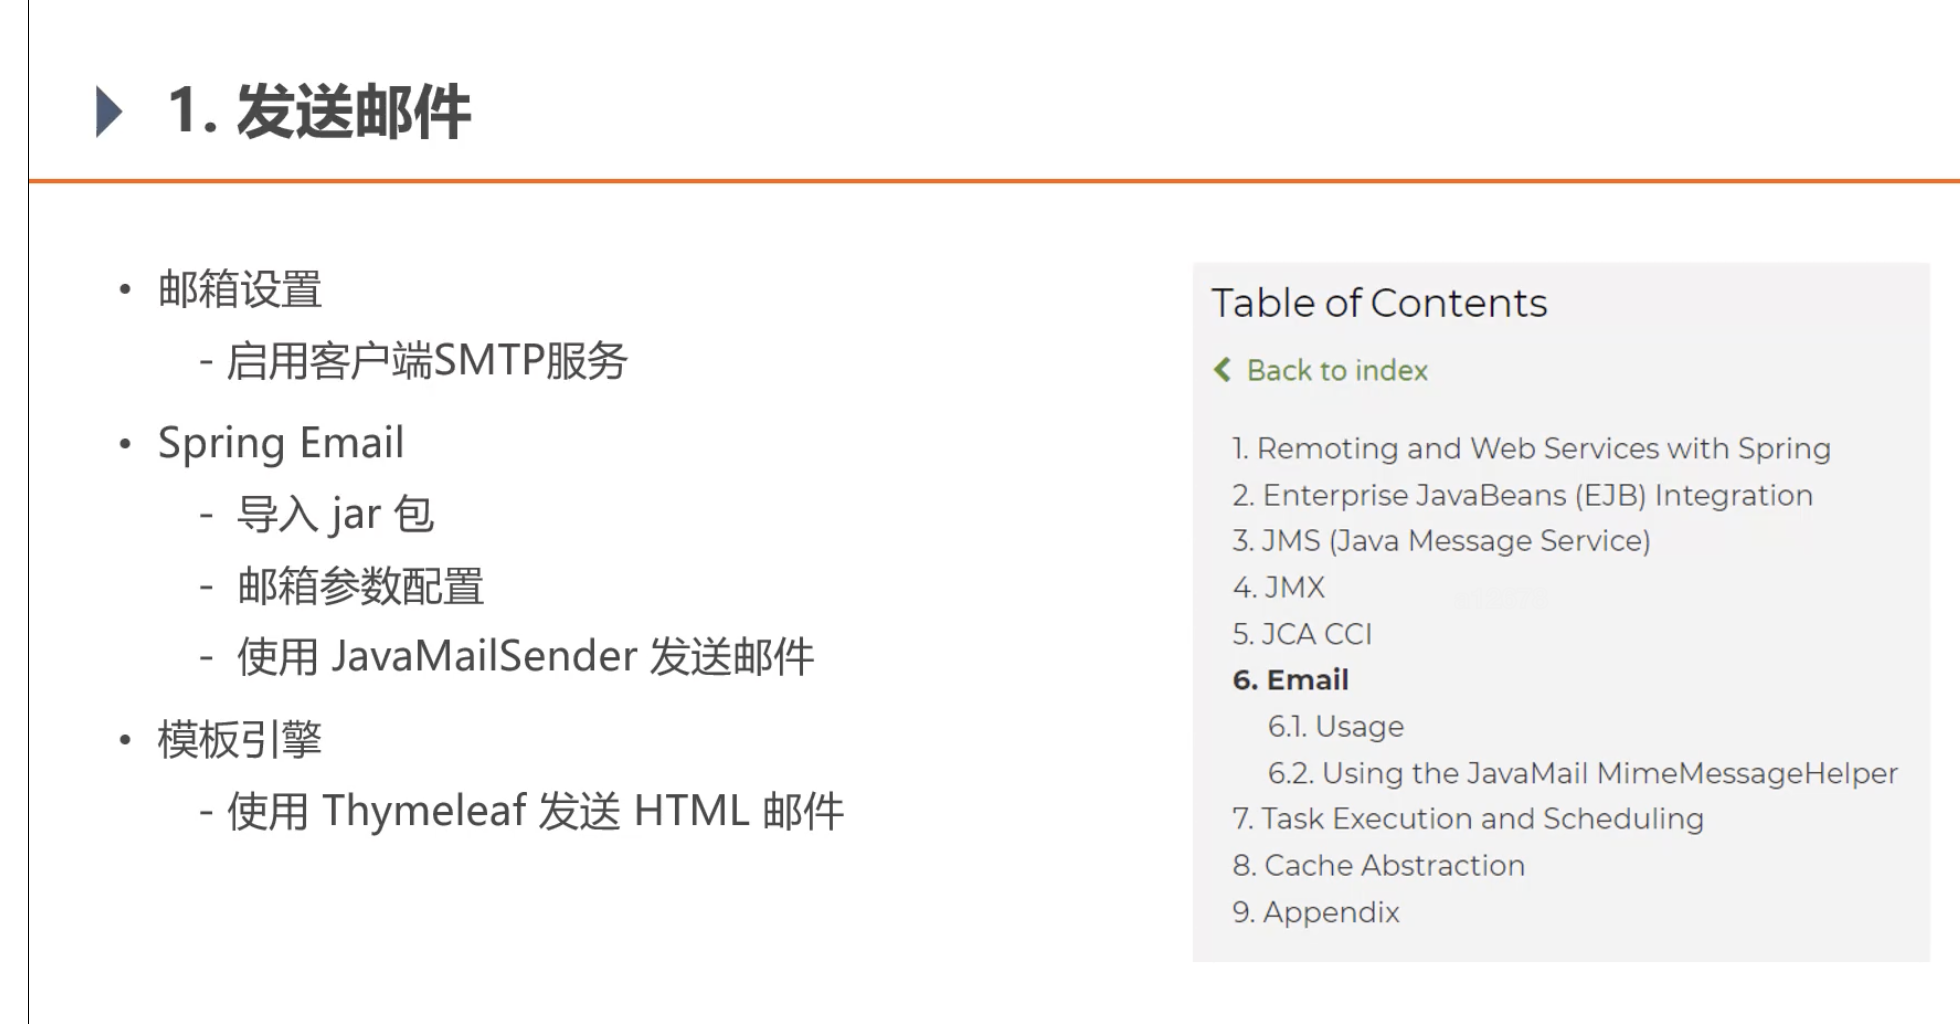 1. 发送邮件
• 邮箱设置
- 启用客户端SMTP服务
• Spring Email
- 导入 jar 包
- 邮箱参数配置
- 使用 JavaMailSender 发送邮件
• 模板引擎
- 使用 Thymeleaf 发送 HTML 邮件
Table of Contents
Back to index
1. Remoting and Web Services with Spring
2. Enterprise JavaBeans (EJB) Integration
3. JMS (Java Message Service)
4. JMX
5. JCA CCI
6. Email
6.1. Usage
6.2. Using the JavaMail MimeMessageHelper
7. Task Execution and Scheduling
8. Cache Abstraction
9. Appendix